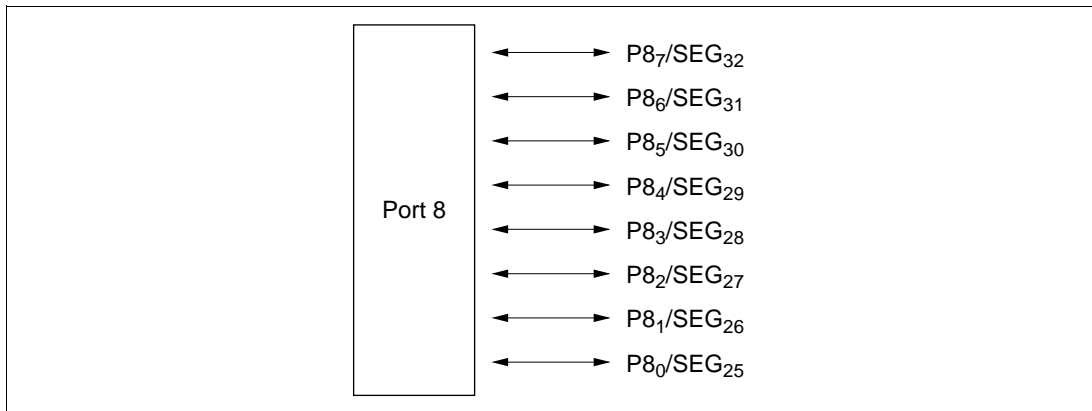 P8₇/SEG₃₂
P8₆/SEG₃₁
P8₅/SEG₃₀
P8₄/SEG₂₉
Port 8
P8₃/SEG₂₈
P8₂/SEG₂₇
P8₁/SEG₂₆
P8₀/SEG₂₅